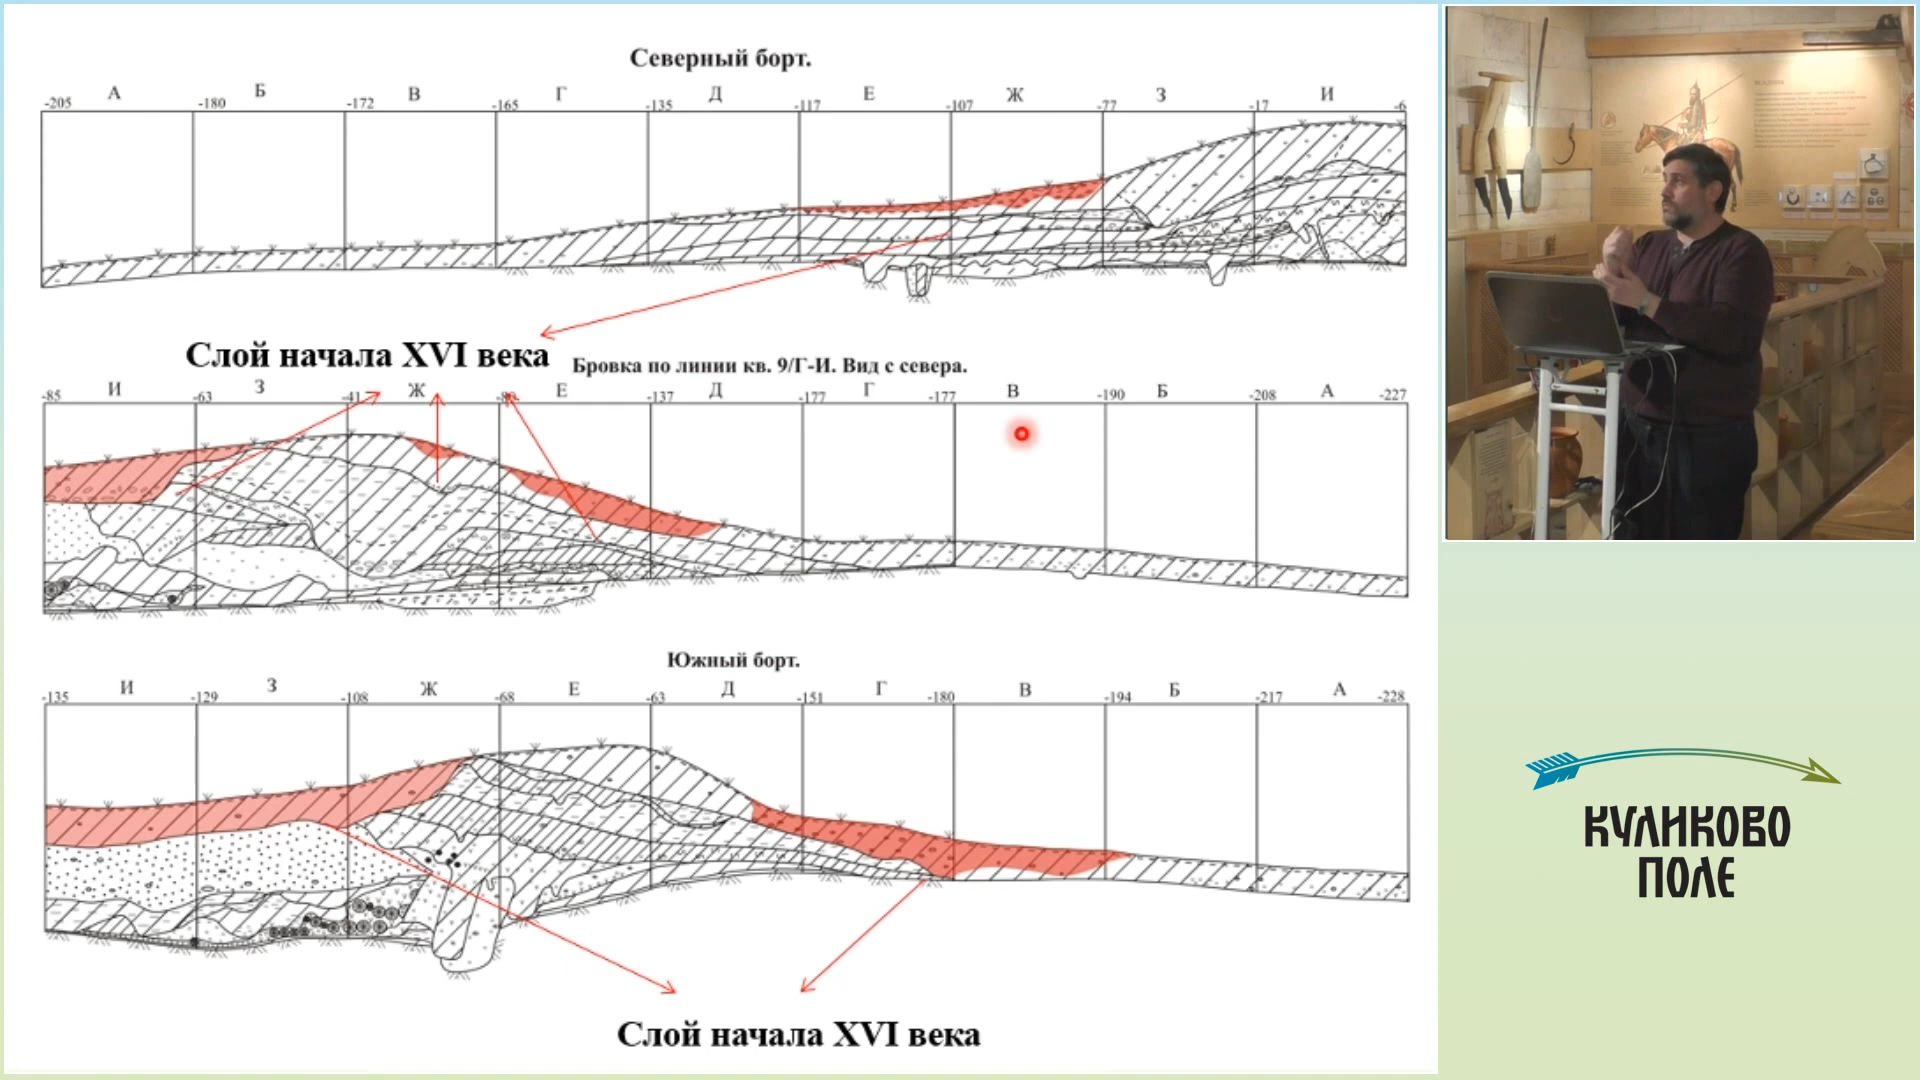 Северный борт.
А Б В Г Д Е Ж З И
-205 -180 -172 -165 -135 -117 -107 -77 -17 -6
Слой начала XVI века
Бровка по линии кв. 9/Г-И. Вид с севера.
И З Ж Е Д Г В Б А
-85 -63 -41 -137 -177 -177 -190 -208 -227
Южный борт.
И З Ж Е Д Г В Б А
-135 -129 -108 -68 -63 -151 -180 -194 -217 -228
Слой начала XVI века
КУЛИКОВО
ПОЛЕ